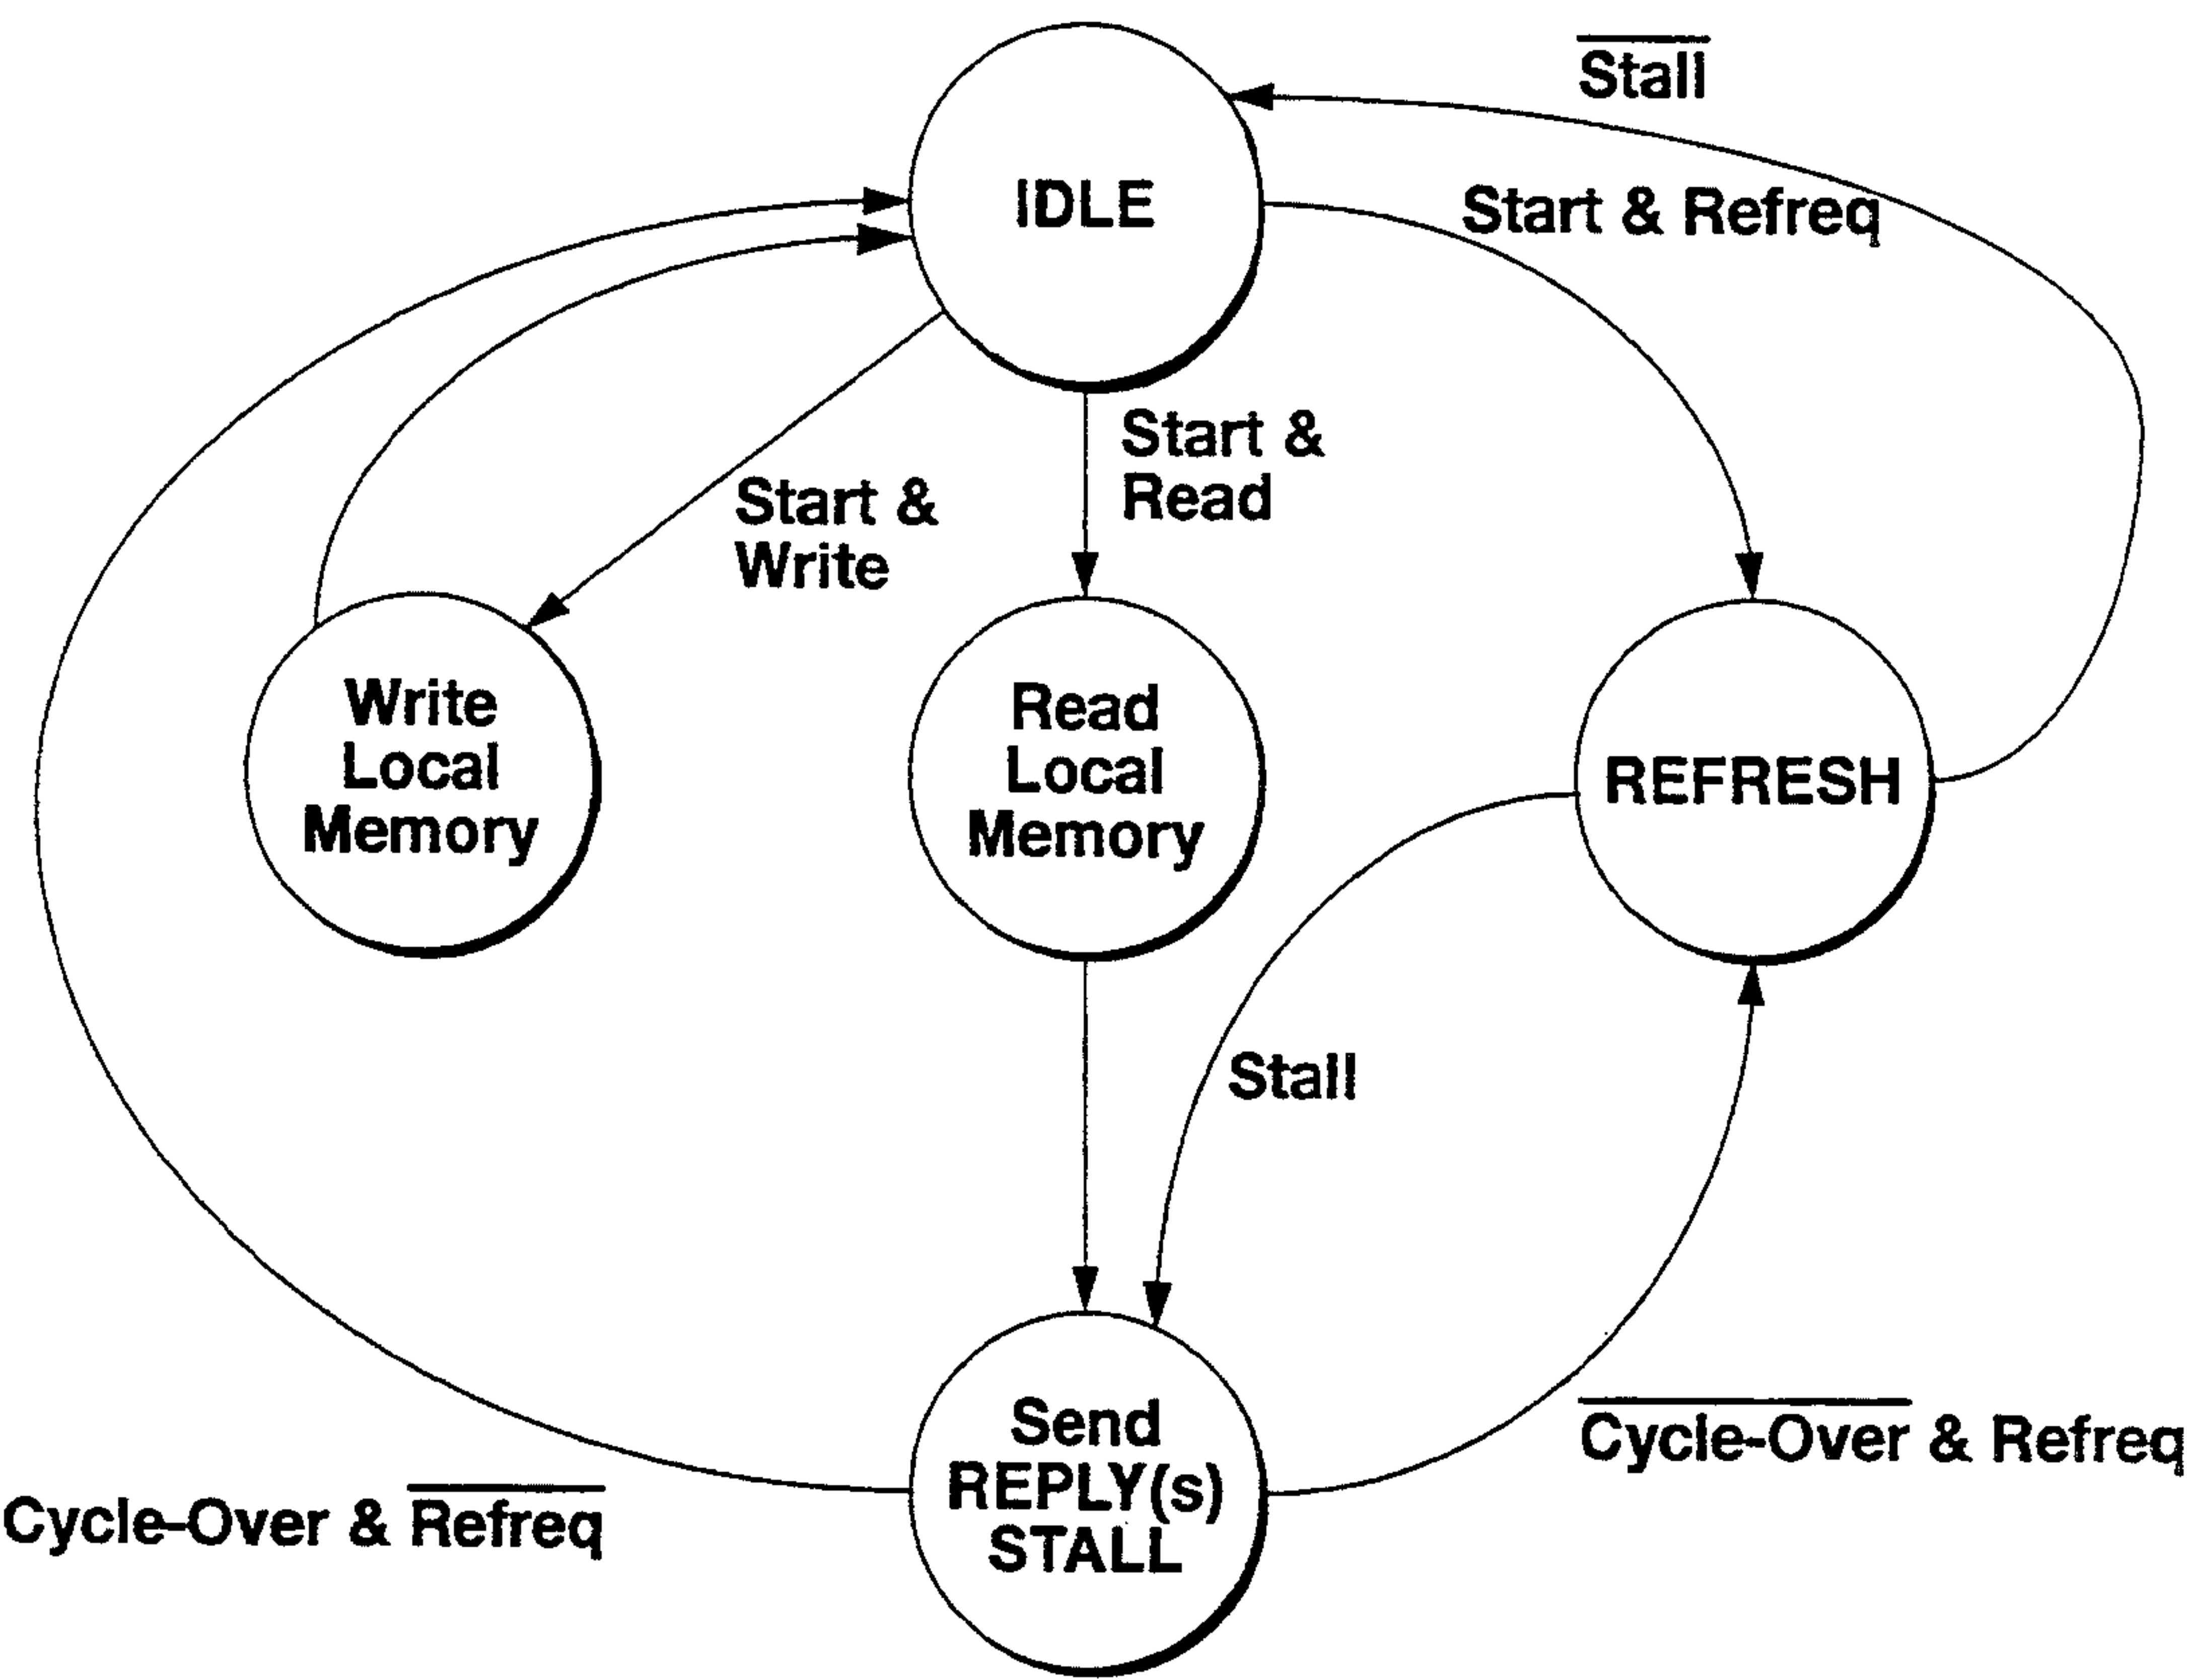 Stall
IDLE
Start & Refreq
Start &
Read
Start &
Write
Write
Local
Memory
Read
Local
Memory
REFRESH
Stall
Send
REPLY(s)
STALL
Cycle-Over & Refreq
Cycle-Over & Refreq